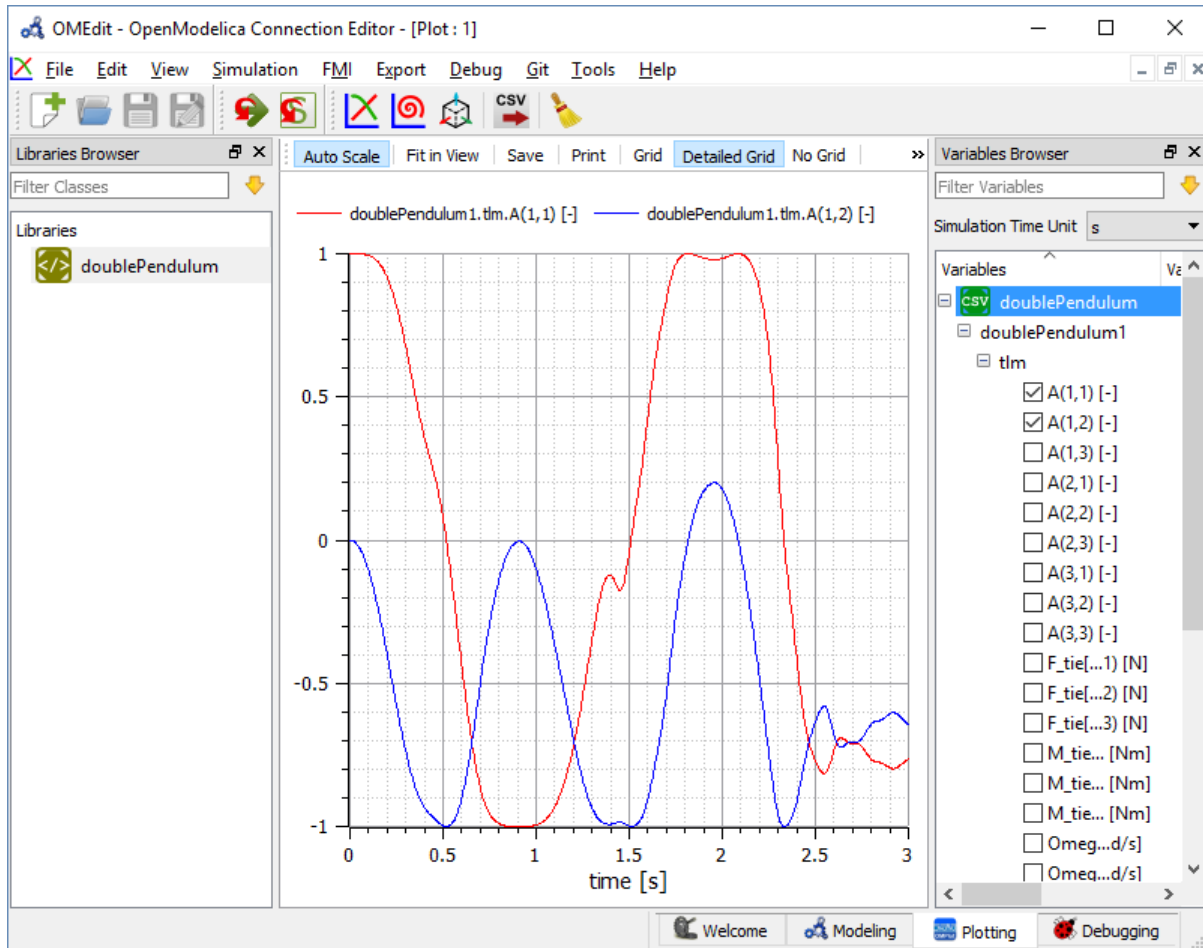 OMEdit - OpenModelica Connection Editor - [Plot : 1]
File Edit View Simulation FMI Export Debug Git Tools Help
CSV
Libraries Browser
Filter Classes
Libraries
doublePendulum
Auto Scale Fit in View Save Print Grid Detailed Grid No Grid »
doublePendulum1.tlm.A(1,1) [-] doublePendulum1.tlm.A(1,2) [-]
1
0.5
0
-0.5
-1
0 0.5 1 1.5 2 2.5 3
time [s]
Variables Browser
Filter Variables
Simulation Time Unit s
Variables Va
CSV doublePendulum
doublePendulum1
tlm
A(1,1) [-]
A(1,2) [-]
A(1,3) [-]
A(2,1) [-]
A(2,2) [-]
A(2,3) [-]
A(3,1) [-]
A(3,2) [-]
A(3,3) [-]
F_tie[...1) [N]
F_tie[...2) [N]
F_tie[...3) [N]
M_tie... [Nm]
M_tie... [Nm]
M_tie... [Nm]
Omeg...d/s]
Omeg...d/s]
Welcome Modeling Plotting Debugging